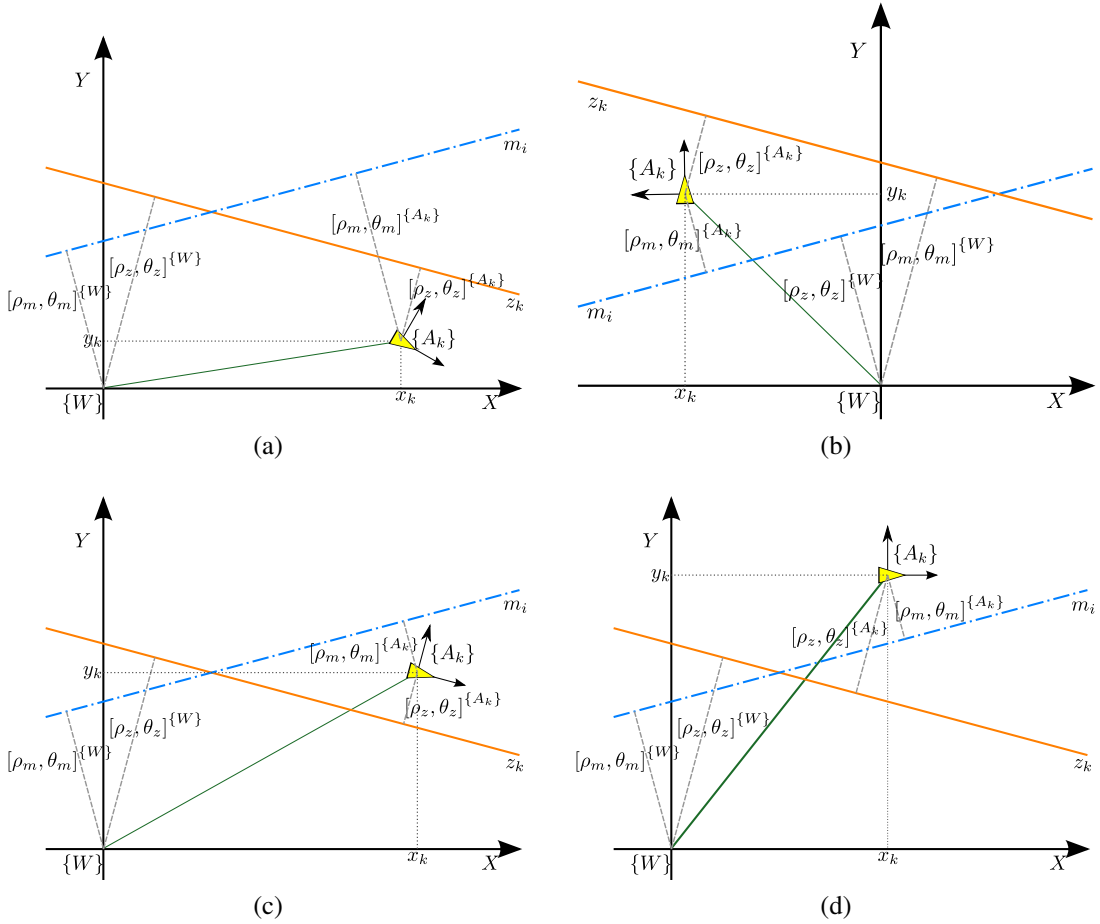 Y
m_i
[ρ_m, θ_m]^{A_k}
[ρ_z, θ_z]^{W}
[ρ_z, θ_z]^{A_k}
[ρ_m, θ_m]^{W}
z_k
y_k
{A_k}
{W}
x_k
X
(a)
Y
z_k
{A_k}
[ρ_z, θ_z]^{A_k}
y_k
[ρ_m, θ_m]^{A_k}
[ρ_m, θ_m]^{W}
[ρ_z, θ_z]^{W}
m_i
x_k
{W}
X
(b)
Y
m_i
[ρ_m, θ_m]^{A_k}
{A_k}
y_k
[ρ_z, θ_z]^{A_k}
[ρ_z, θ_z]^{W}
[ρ_m, θ_m]^{W}
z_k
{W}
x_k
X
(c)
Y
{A_k}
y_k
m_i
[ρ_m, θ_m]^{A_k}
[ρ_z, θ_z]^{A_k}
[ρ_z, θ_z]^{W}
[ρ_m, θ_m]^{W}
z_k
{W}
x_k
X
(d)